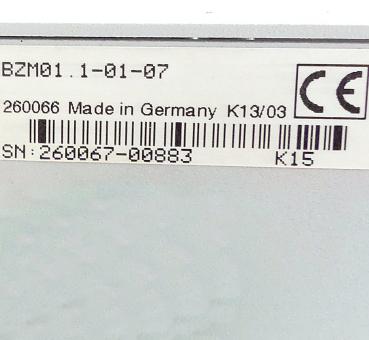 BZM01.1-01-07
260066 Made in Germany K13/03
CE
SN:260067-00883 K15